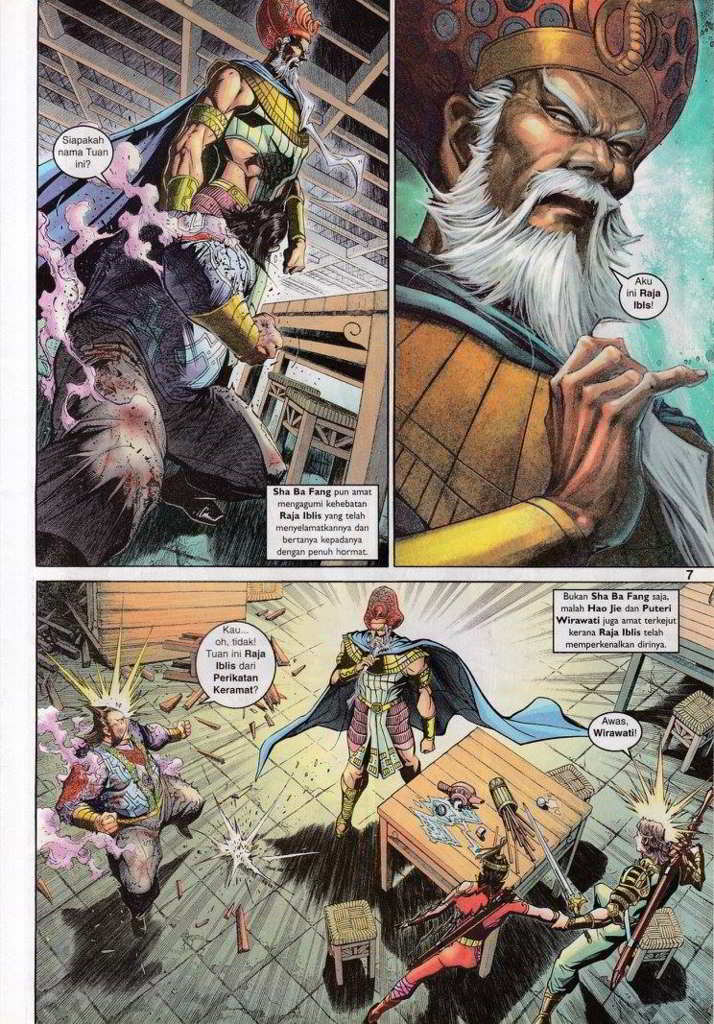 Siapakah
nama Tuan
ini?
Aku
ini Raja
Ibls!
Sha Ba Fang pun amat
mengagumi kehebatan
Raja Iblis yang telah
menyelamatkannya dan
bertanya kepadanya
dengan penuh hormat.
7
Kau...
oh, tidak!
Tuan ini Raja
Iblis dari
Perikatan
Keramat?
Bukan Sha Ba Fang saja,
malah Hao Jie dan Puteri
Wirawati juga amat terkejut
kerana Raja Iblis telah
memperkenalkan dirinya.
Awas,
Wirawati!